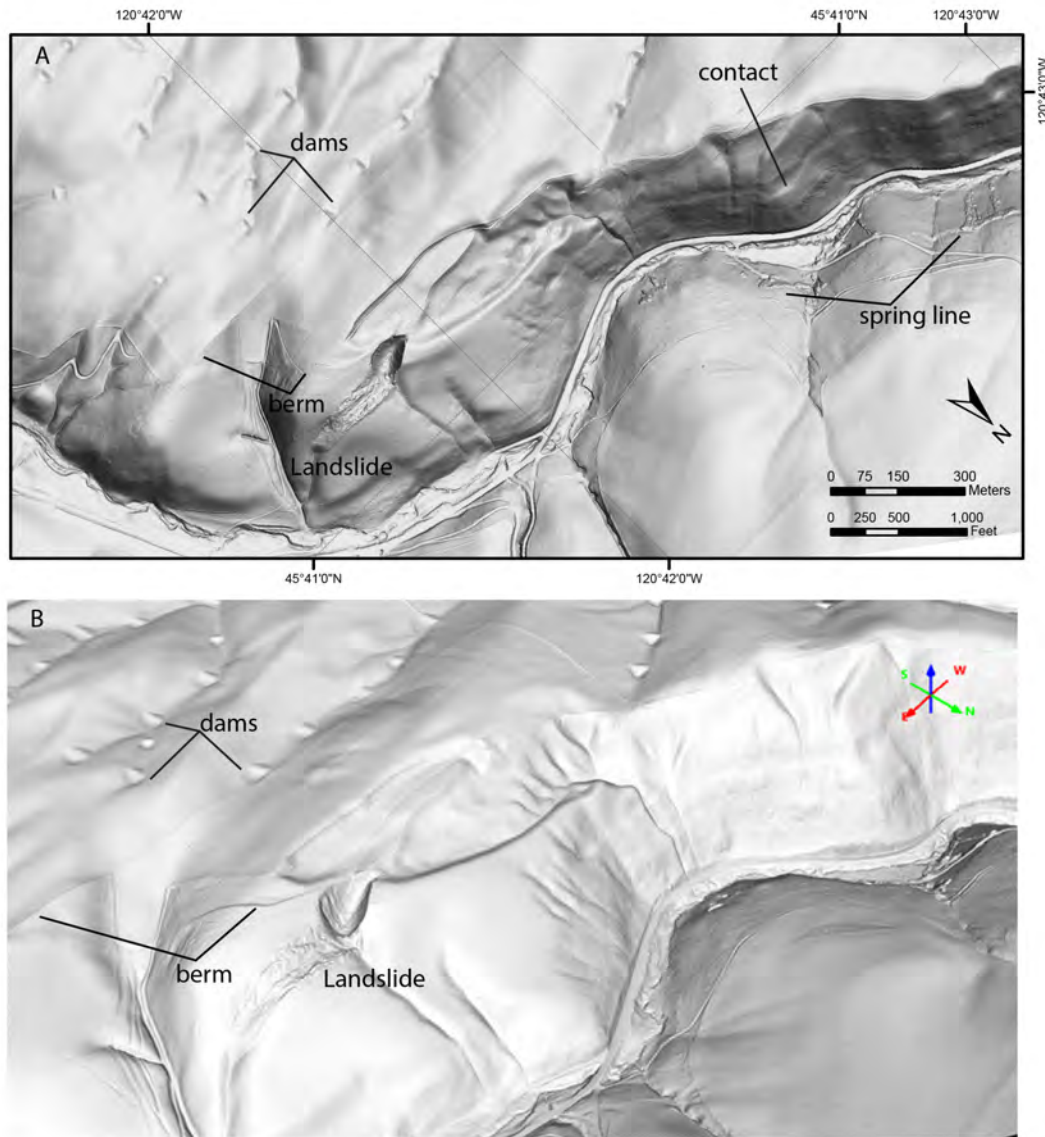 120°42'0"W
45°41'0"N
120°43'0"W
A
contact
120°43'0"W
dams
spring line
berm
N
Landslide
0 75 150 300
Meters
0 250 500 1,000
Feet
45°41'0"N
120°42'0"W
B
W
S
E
N
dams
berm
Landslide